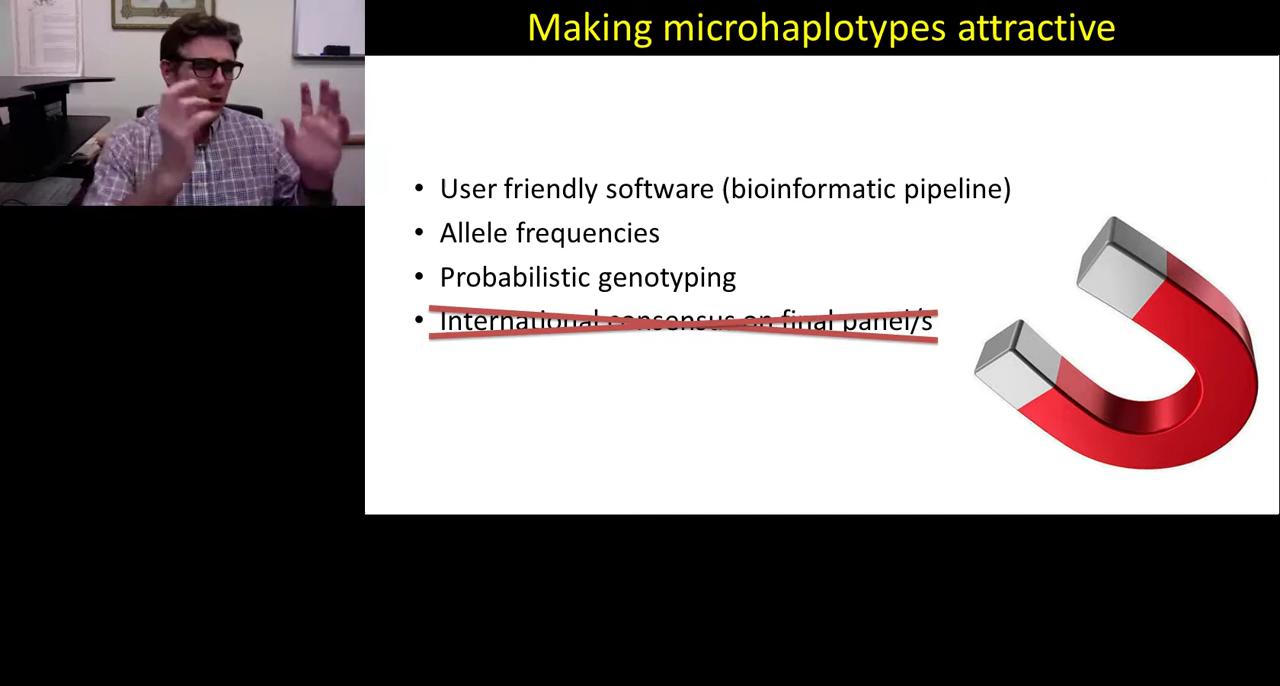 Making microhaplotypes attractive
• User friendly software (bioinformatic pipeline)
• Allele frequencies
• Probabilistic genotyping
• International consensus on final panel/s